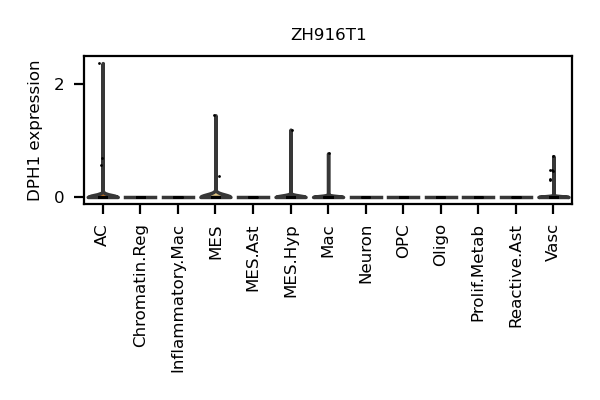 ZH916T1
DPH1 expression
2
0
AC
Chromatin.Reg
Inflammatory.Mac
MES
MES.Ast
MES.Hyp
Mac
Neuron
OPC
Oligo
Prolif.Metab
Reactive.Ast
Vasc